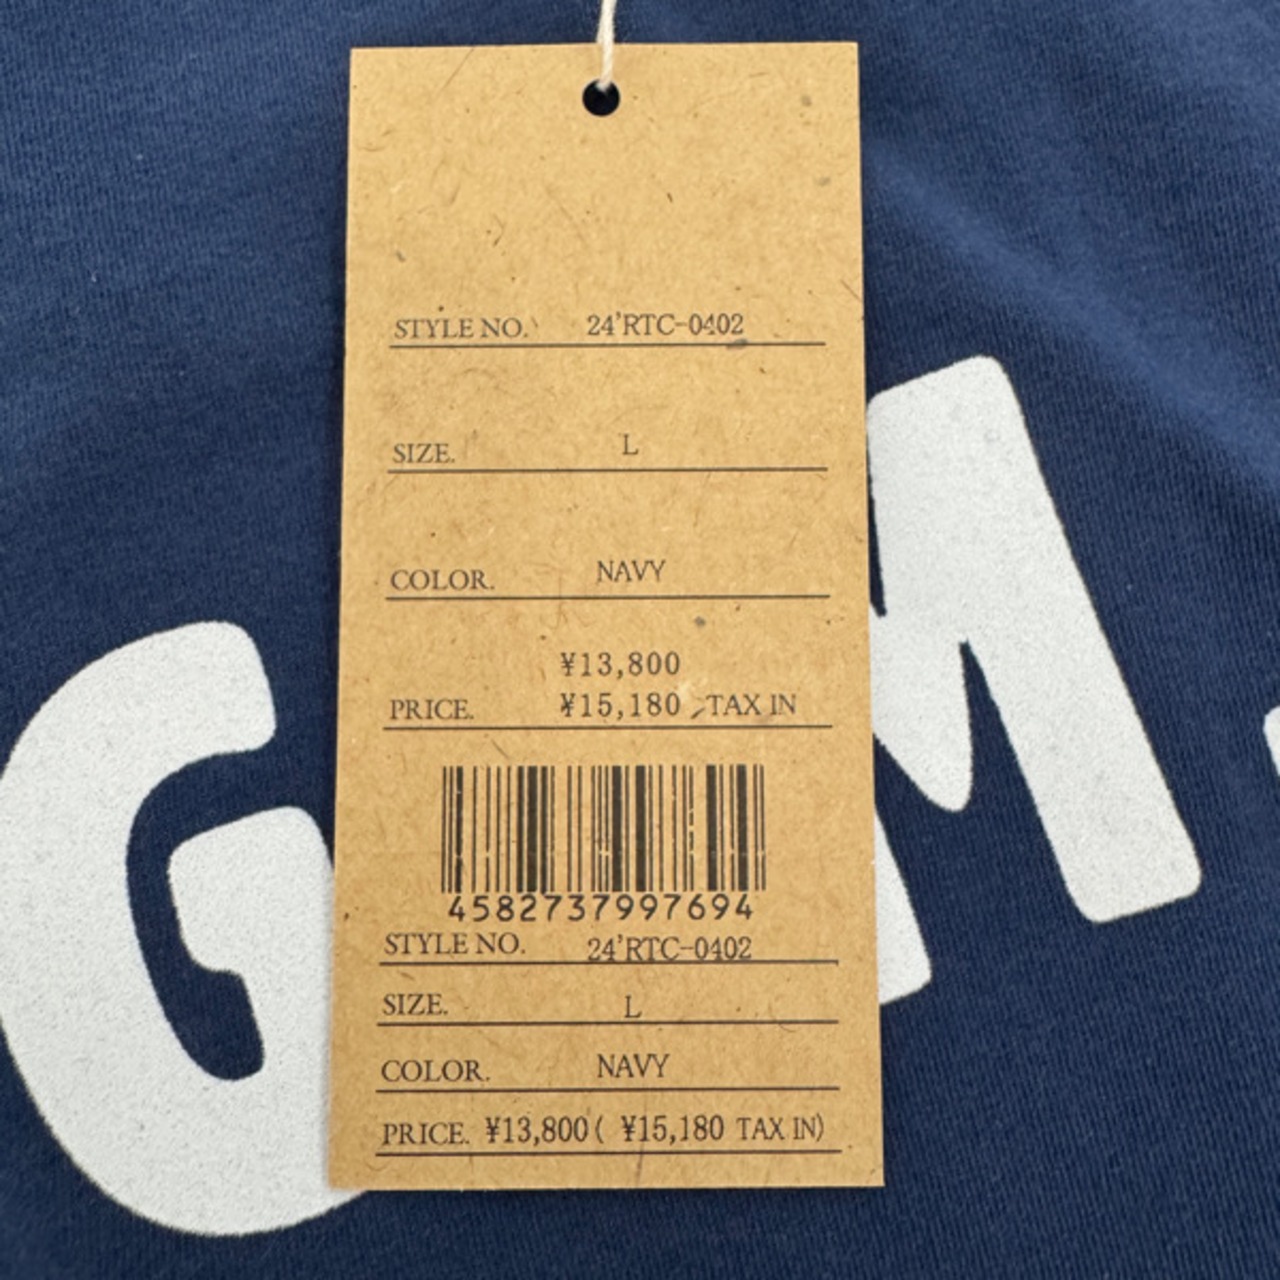 STYLE NO. 24'RTC-0402
SIZE. L
COLOR. NAVY
¥13,800
PRICE. ¥15,180 TAX IN
4582737997694
STYLE NO. 24'RTC-0402
SIZE. L
COLOR. NAVY
PRICE. ¥13,800 ( ¥15,180 TAX IN)
G M